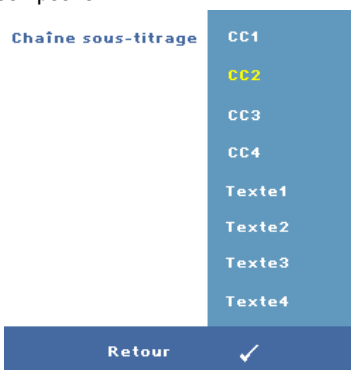 Chaîne sous-titrage
CC1
CC2
CC3
CC4
Texte1
Texte2
Texte3
Texte4
Retour ✓